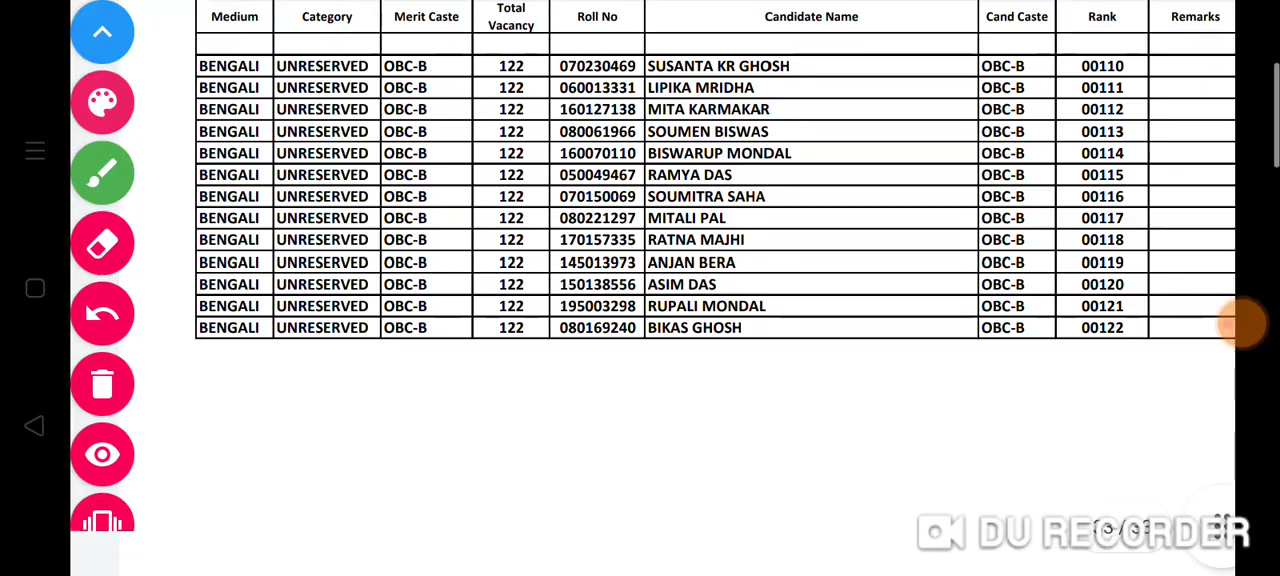 Medium Category Merit Caste Total Vacancy Roll No Candidate Name Cand Caste Rank Remarks
BENGALI UNRESERVED OBC-B 122 070230469 SUSANTA KR GHOSH OBC-B 00110
BENGALI UNRESERVED OBC-B 122 060013331 LIPIKA MRIDHA OBC-B 00111
BENGALI UNRESERVED OBC-B 122 160127138 MITA KARMAKAR OBC-B 00112
BENGALI UNRESERVED OBC-B 122 080061966 SOUMEN BISWAS OBC-B 00113
BENGALI UNRESERVED OBC-B 122 160070110 BISWARUP MONDAL OBC-B 00114
BENGALI UNRESERVED OBC-B 122 050049467 RAMYA DAS OBC-B 00115
BENGALI UNRESERVED OBC-B 122 070150069 SOUMITRA SAHA OBC-B 00116
BENGALI UNRESERVED OBC-B 122 080221297 MITALI PAL OBC-B 00117
BENGALI UNRESERVED OBC-B 122 170157335 RATNA MAJHI OBC-B 00118
BENGALI UNRESERVED OBC-B 122 145013973 ANJAN BERA OBC-B 00119
BENGALI UNRESERVED OBC-B 122 150138556 ASIM DAS OBC-B 00120
BENGALI UNRESERVED OBC-B 122 195003298 RUPALI MONDAL OBC-B 00121
BENGALI UNRESERVED OBC-B 122 080169240 BIKAS GHOSH OBC-B 00122
DU RECORDER